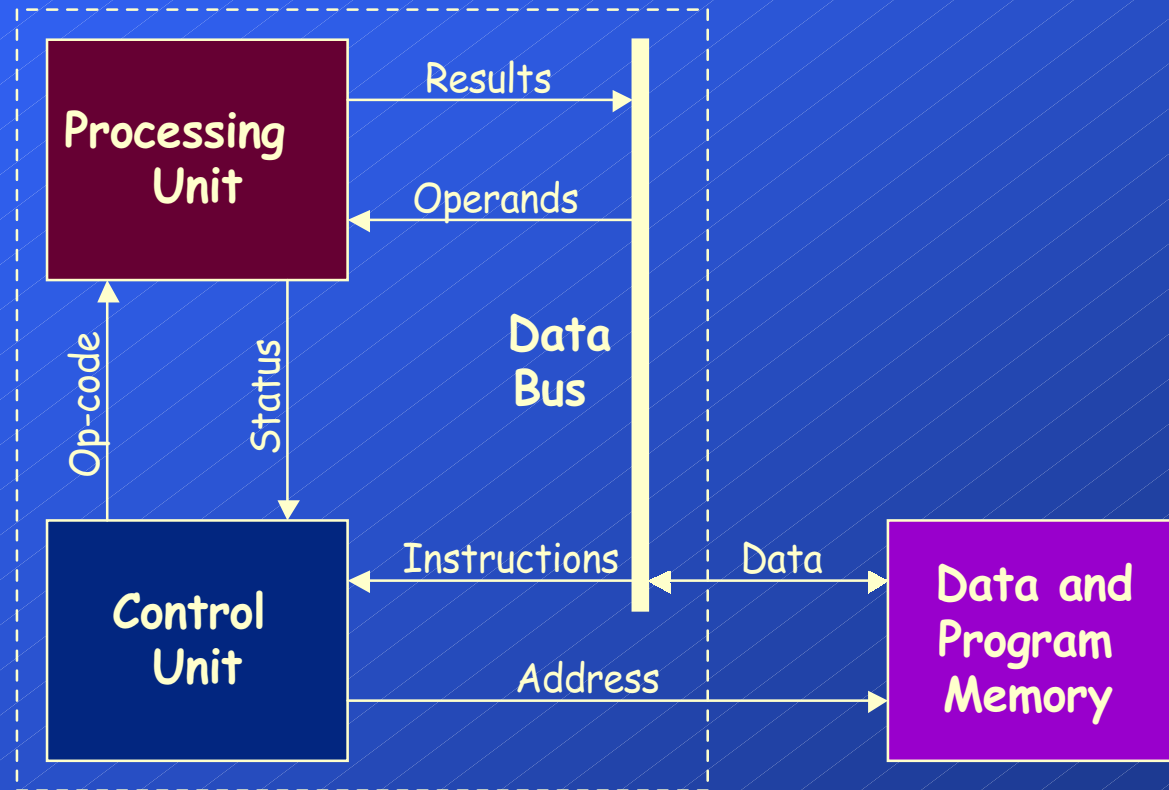 Results
Processing
Unit
Operands
Data
Bus
Op-code
Status
Instructions
Data
Control
Unit
Data and
Program
Memory
Address